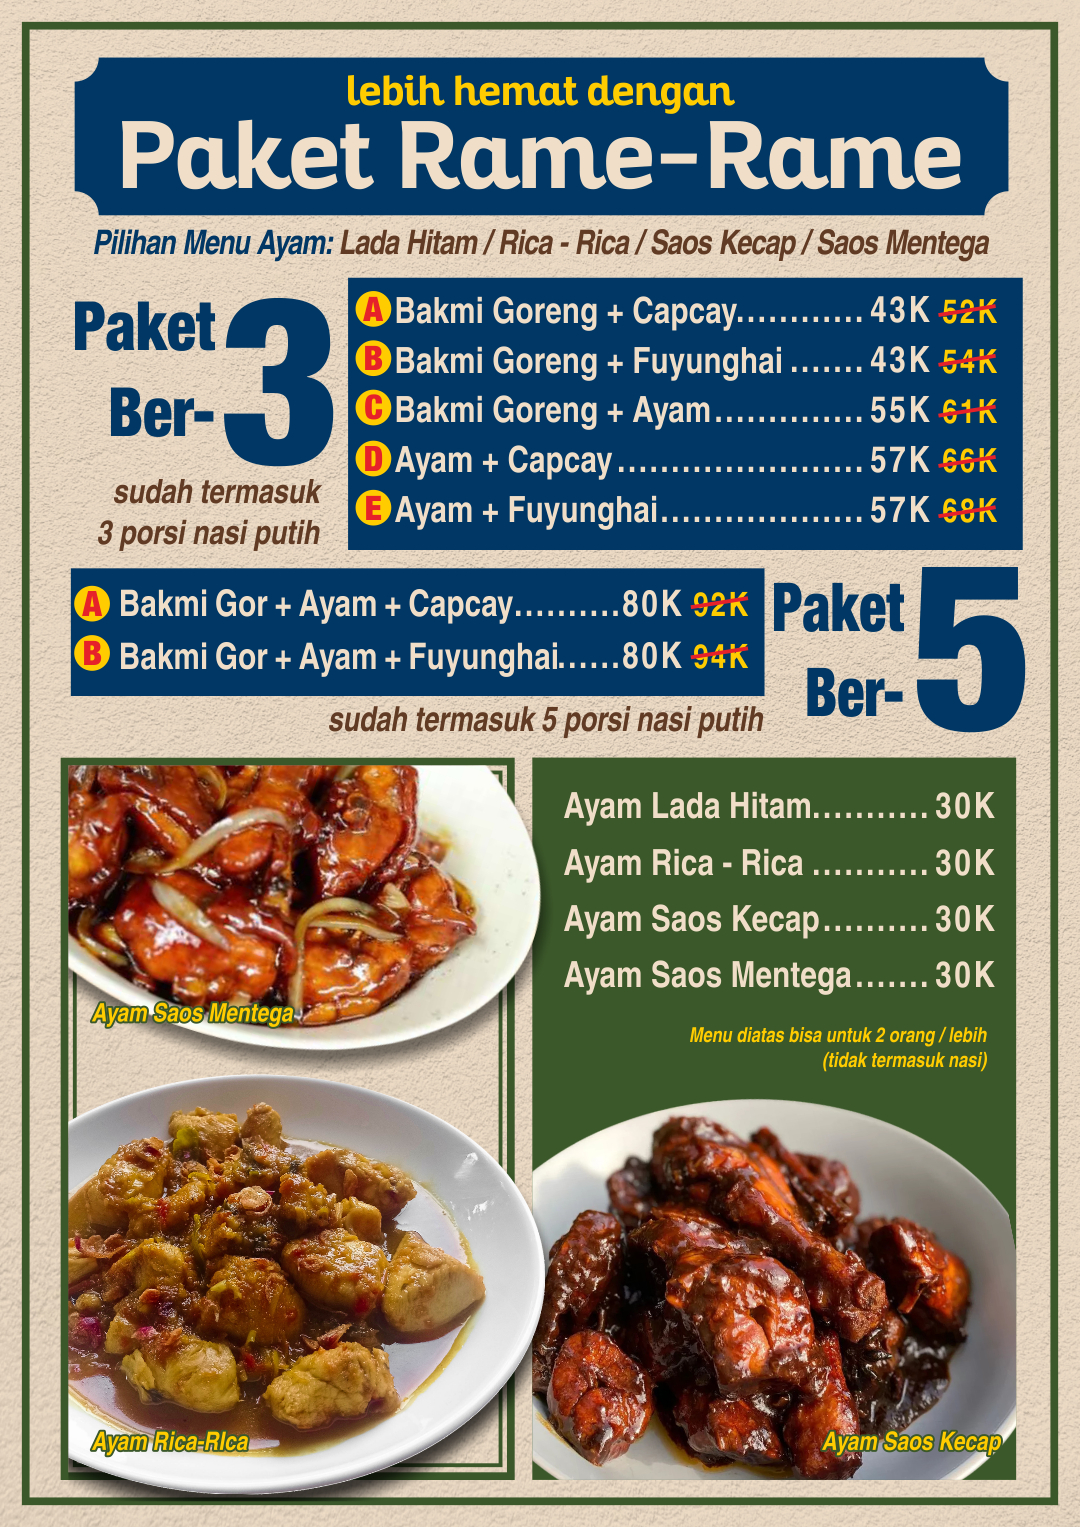 lebih hemat dengan
Paket Rame-Rame
Pilihan Menu Ayam: Lada Hitam / Rica - Rica / Saos Kecap / Saos Mentega
Paket
Ber-3
sudah termasuk
3 porsi nasi putih
A Bakmi Goreng + Capcay............ 43K 52K
B Bakmi Goreng + Fuyunghai ....... 43K 54K
C Bakmi Goreng + Ayam.............. 55K 61K
D Ayam + Capcay ....................... 57K 66K
E Ayam + Fuyunghai................... 57K 68K
A Bakmi Gor + Ayam + Capcay..........80K 92K
B Bakmi Gor + Ayam + Fuyunghai......80K 94K
sudah termasuk 5 porsi nasi putih
Paket
Ber-5
Ayam Saos Mentega
Ayam Rica-RIca
Ayam Lada Hitam........... 30K
Ayam Rica - Rica ........... 30K
Ayam Saos Kecap.......... 30K
Ayam Saos Mentega....... 30K
Menu diatas bisa untuk 2 orang / lebih
(tidak termasuk nasi)
Ayam Saos Kecap